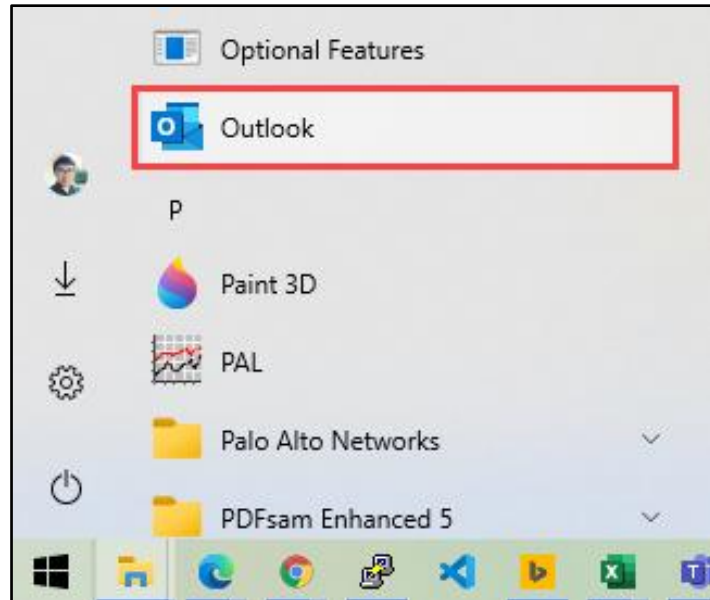 Optional Features
Outlook
P
Paint 3D
PAL
Palo Alto Networks
PDFsam Enhanced 5